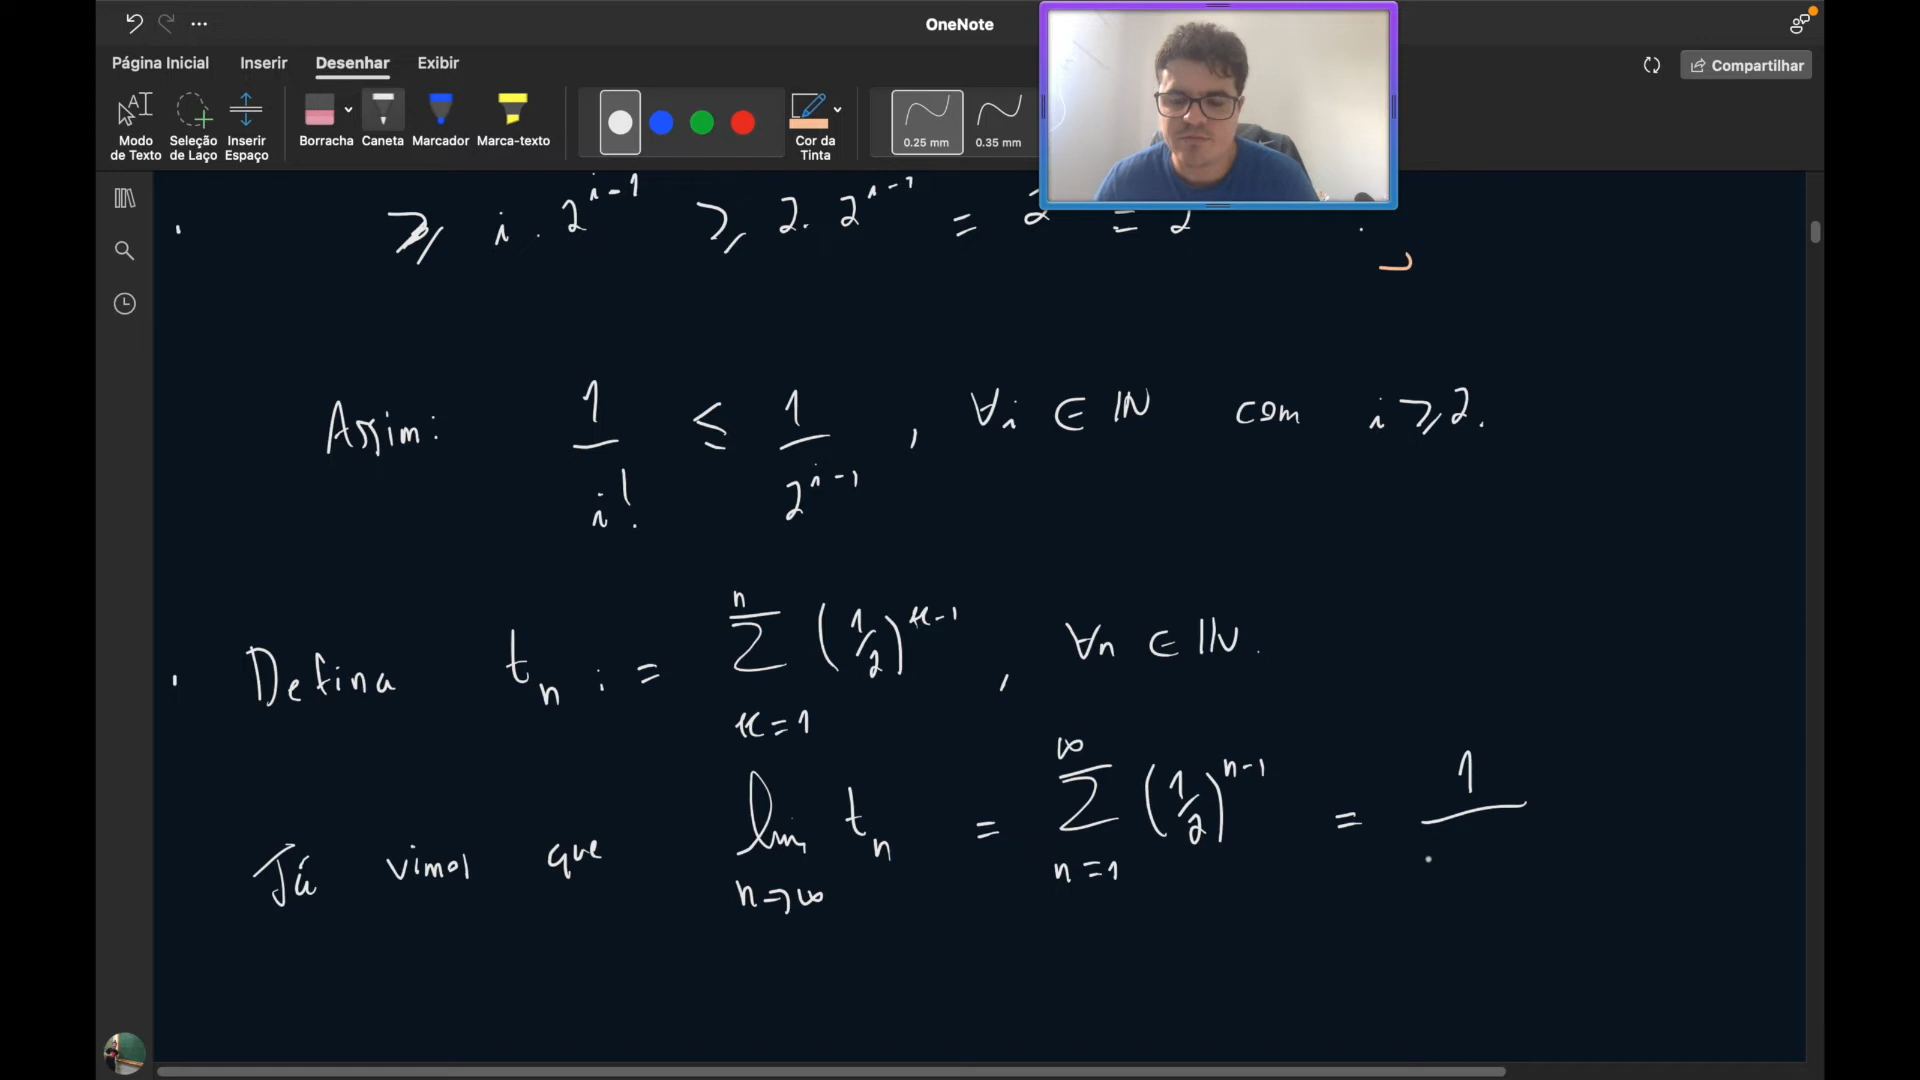 OneNote
Página Inicial Inserir Desenhar Exibir Compartilhar
Modo de Texto Seleção de Laço Inserir Espaço Borracha Caneta Marcador Marca-texto Cor da Tinta 0.25 mm 0.35 mm
≥ i . 2^{i-1} ≥ 2 . 2^{i-1} = 2 = 2 .
Assim: 1/i! ≤ 1/2^{i-1} , ∀i ∈ ℕ com i ≥ 2.
. Defina t_n := ∑_{k=1}^{n} (1/2)^{k-1} , ∀n ∈ ℕ.
Já vimos que lim_{n→∞} t_n = ∑_{n=1}^{∞} (1/2)^{n-1} = 1/